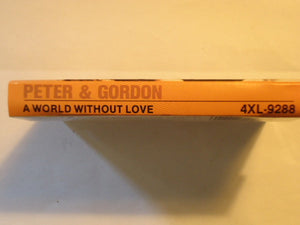 PETER & GORDON
A WORLD WITHOUT LOVE 4XL-9288